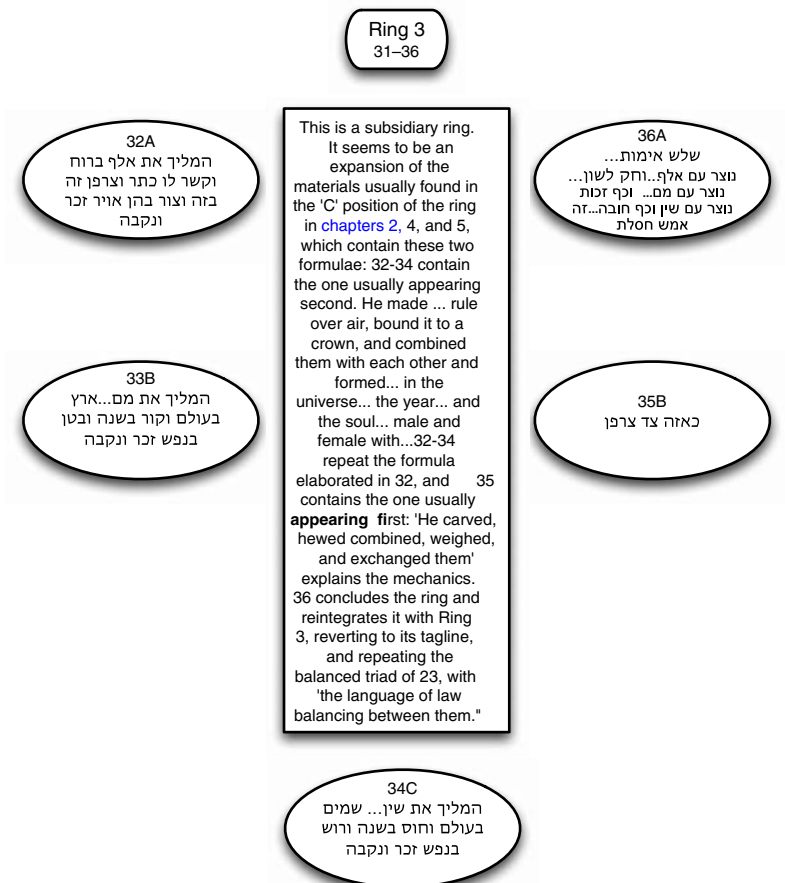 Ring 3
31–36
32A
המליך את אלף ברוח
וקשר לו כתר וצרפן זה
בזה וצור בהן אויר זכר
ונקבה
This is a subsidiary ring.
It seems to be an
expansion of the
materials usually found in
the 'C' position of the ring
in chapters 2, 4, and 5,
which contain these two
formulae: 32-34 contain
the one usually appearing
second. He made ... rule
over air, bound it to a
crown, and combined
them with each other and
formed... in the
universe... the year... and
the soul... male and
female with...32-34
repeat the formula
elaborated in 32, and 35
contains the one usually
appearing first: 'He carved,
hewed combined, weighed,
and exchanged them'
explains the mechanics.
36 concludes the ring and
reintegrates it with Ring
3, reverting to its tagline,
and repeating the
balanced triad of 23, with
'the language of law
balancing between them."
36A
שלש אימות...
נוצר עם אלף..וחק לשון...
נוצר עם מם... וכף זכות
נוצר עם שין וכף חובה...זה
אמש חסלת
33B
המליך את מם...ארץ
בעולם וקור בשנה ובטן
בנפש זכר ונקבה
35B
כאזה צד צרפן
34C
המליך את שין... שמים
בעולם וחוס בשנה ורוש
בנפש זכר ונקבה